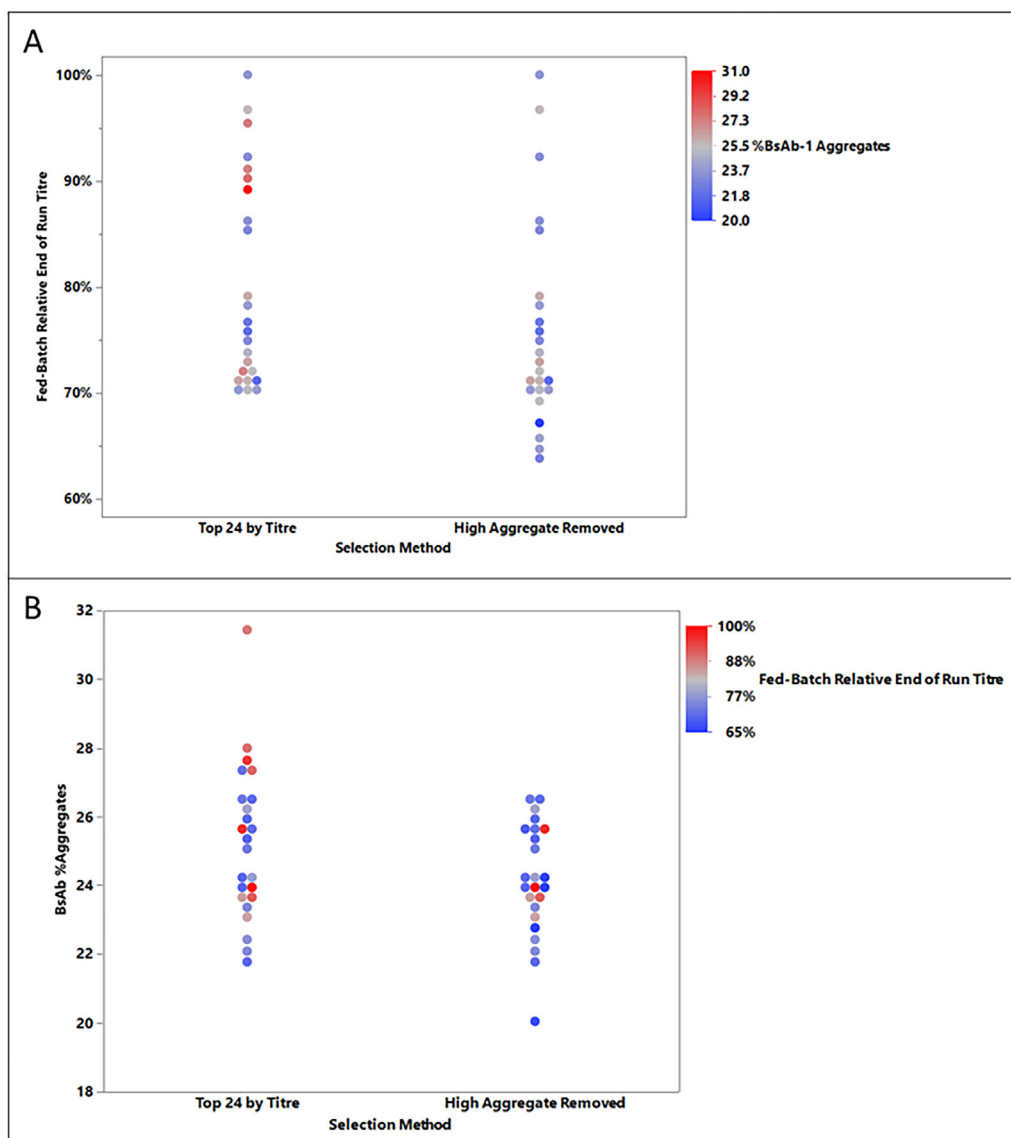 A
Fed-Batch Relative End of Run Titre
100%
90%
80%
70%
60%
Top 24 by Titre
High Aggregate Removed
Selection Method
31.0
29.2
27.3
25.5
23.7
21.8
20.0
%BsAb-1 Aggregates
B
BsAb %Aggregates
32
30
28
26
24
22
20
18
Top 24 by Titre
High Aggregate Removed
Selection Method
100%
88%
77%
65%
Fed-Batch Relative End of Run Titre